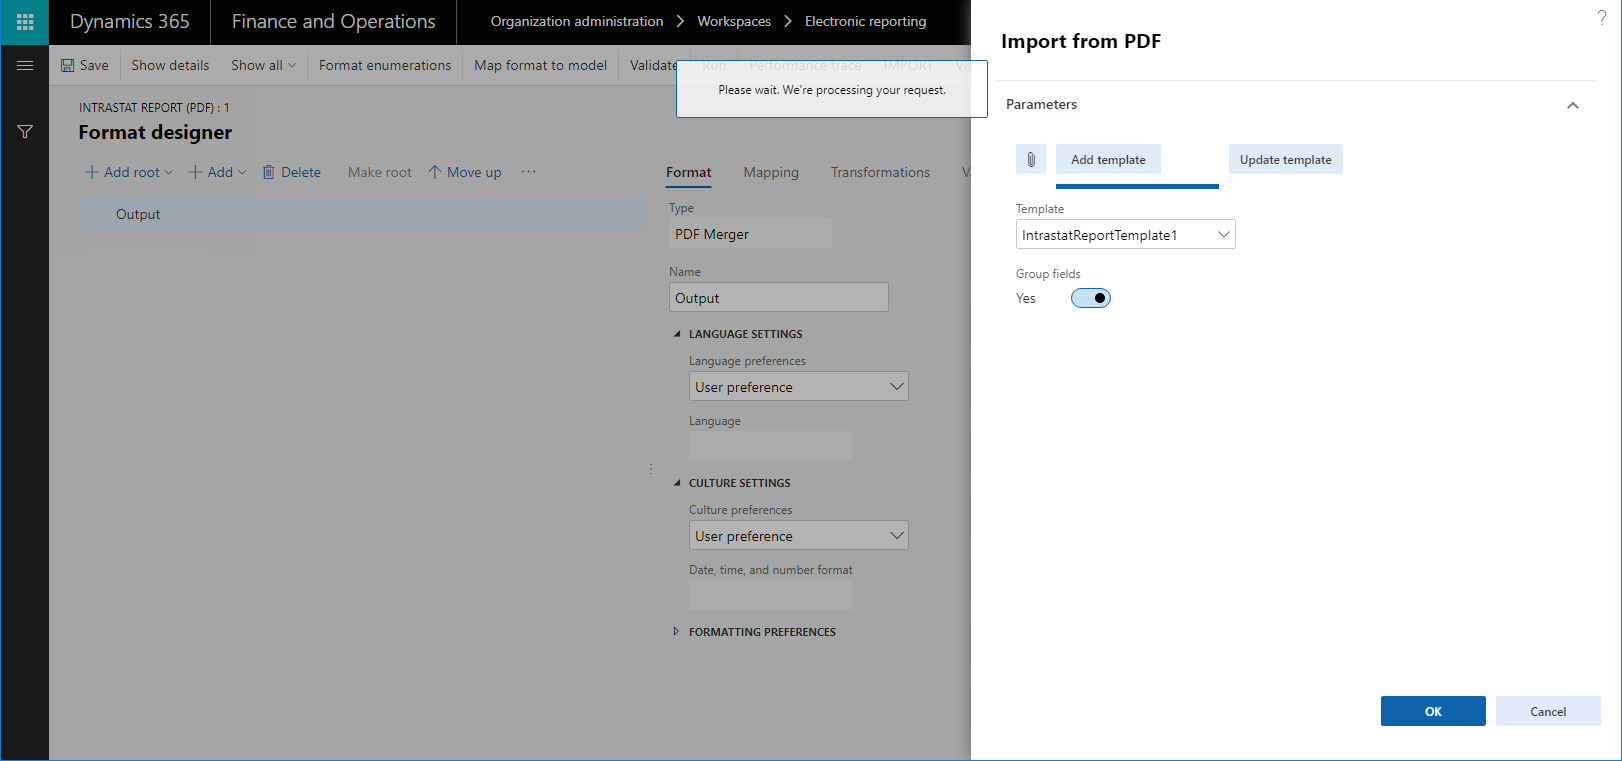 Dynamics 365
Finance and Operations
Organization administration
Workspaces
Electronic reporting
?
Import from PDF
Save
Show details
Show all
Format enumerations
Map format to model
Validate
Run
Performance trace
IMPORT
Please wait. We're processing your request.
Parameters
INTRASTAT REPORT (PDF) : 1
Format designer
Add root
Add
Delete
Make root
Move up
...
Format
Mapping
Transformations
Add template
Update template
Output
Type
PDF Merger
Template
IntrastatReportTemplate1
Name
Output
Group fields
Yes
LANGUAGE SETTINGS
Language preferences
User preference
Language
CULTURE SETTINGS
Culture preferences
User preference
Date, time, and number format
FORMATTING PREFERENCES
OK
Cancel